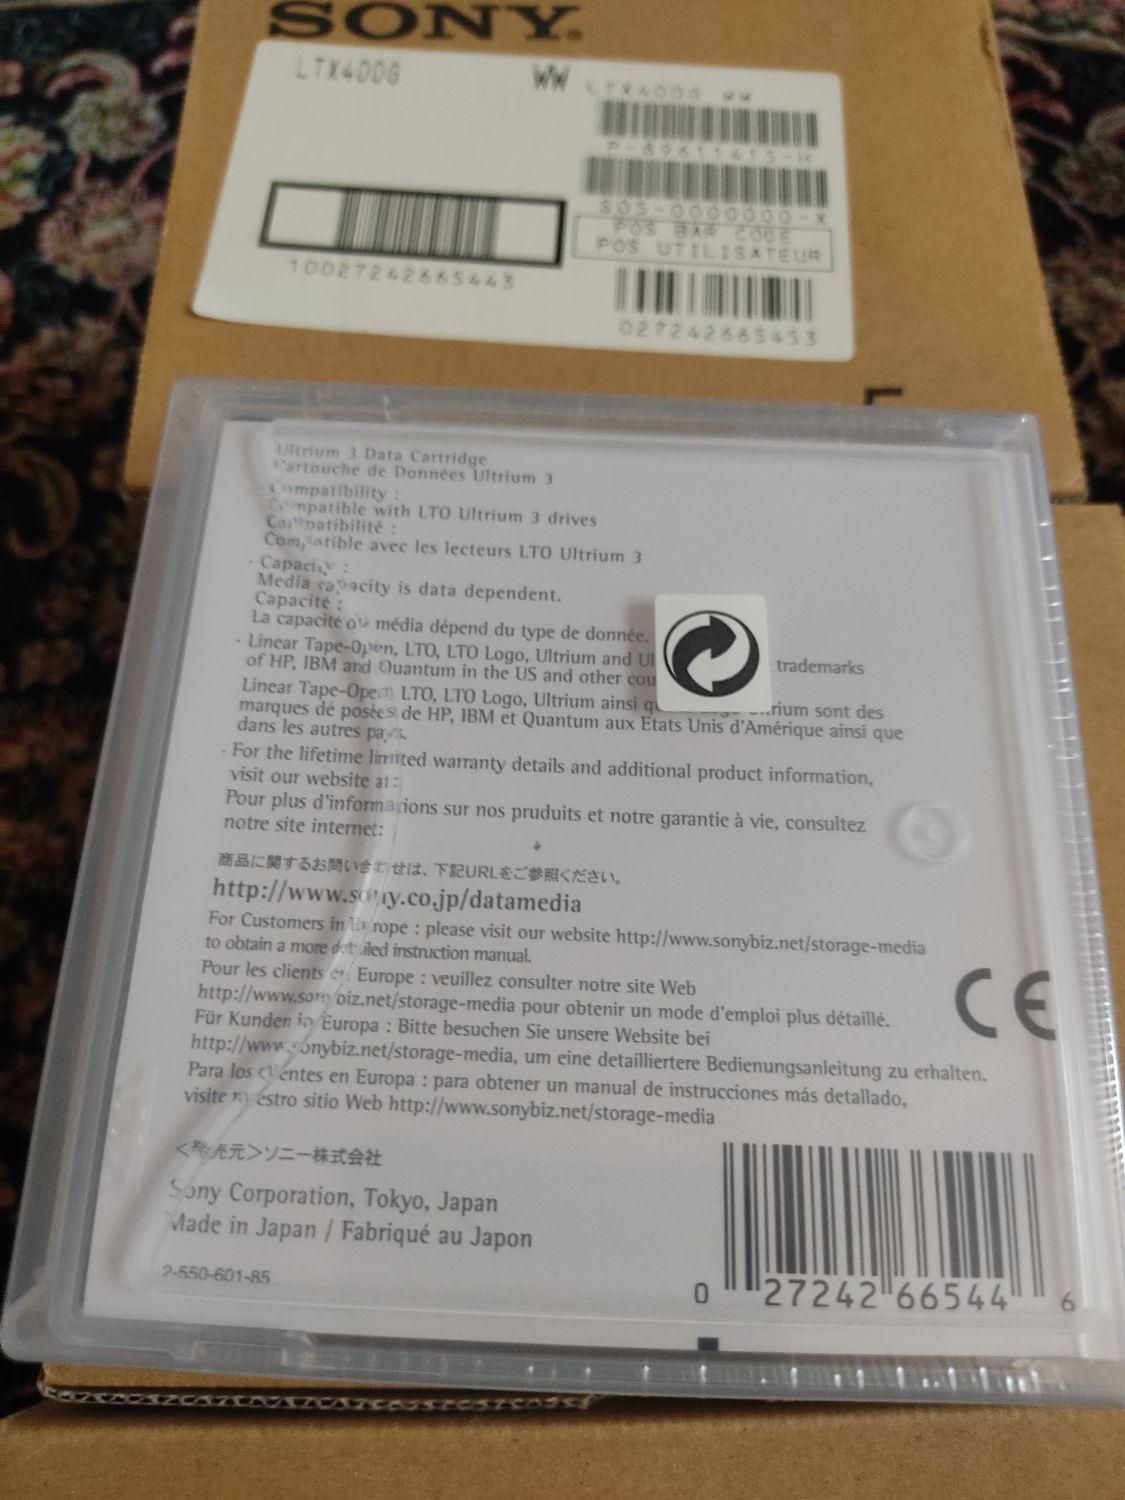 SONY
LTX400G WW
LTX400G WW
P-89611413-H
S05-0000000-X
POS BAR CODE
POS UTILISATEUR
10027242665443
027242665453
Ultrium 3 Data Cartridge
Cartouche de Données Ultrium 3
· Compatibility :
Compatible with LTO Ultrium 3 drives
Compatibilité :
Compatible avec les lecteurs LTO Ultrium 3
· Capacity :
Media capacity is data dependent.
Capacité :
La capacité du média dépend du type de donnée.
· Linear Tape-Open, LTO, LTO Logo, Ultrium and Ul trademarks
of HP, IBM and Quantum in the US and other cou
Linear Tape-Open, LTO, LTO Logo, Ultrium ainsi q rium sont des
marques dé posées de HP, IBM et Quantum aux Etats Unis d'Amérique ainsi que
dans les autres pays.
· For the lifetime limited warranty details and additional product information,
visit our website at:
Pour plus d'informations sur nos pruduits et notre garantie à vie, consultez
notre site internet:
商品に関するお問い合わせは、下記URLをご参照ください。
http://www.sony.co.jp/datamedia
For Customers in Europe : please visit our website http://www.sonybiz.net/storage-media
to obtain a more detailed instruction manual.
Pour les clients en Europe : veuillez consulter notre site Web
http://www.sonybiz.net/storage-media pour obtenir un mode d'emploi plus détaillé.
Für Kunden in Europa : Bitte besuchen Sie unsere Website bei
http://www.sonybiz.net/storage-media, um eine detailliertere Bedienungsanleitung zu erhalten.
Para los clientes en Europa : para obtener un manual de instrucciones más detallado,
visite nuestro sitio Web http://www.sonybiz.net/storage-media
CE
<発売元>ソニー株式会社
Sony Corporation, Tokyo, Japan
Made in Japan / Fabriqué au Japon
2-550-601-85
0 27242 66544 6